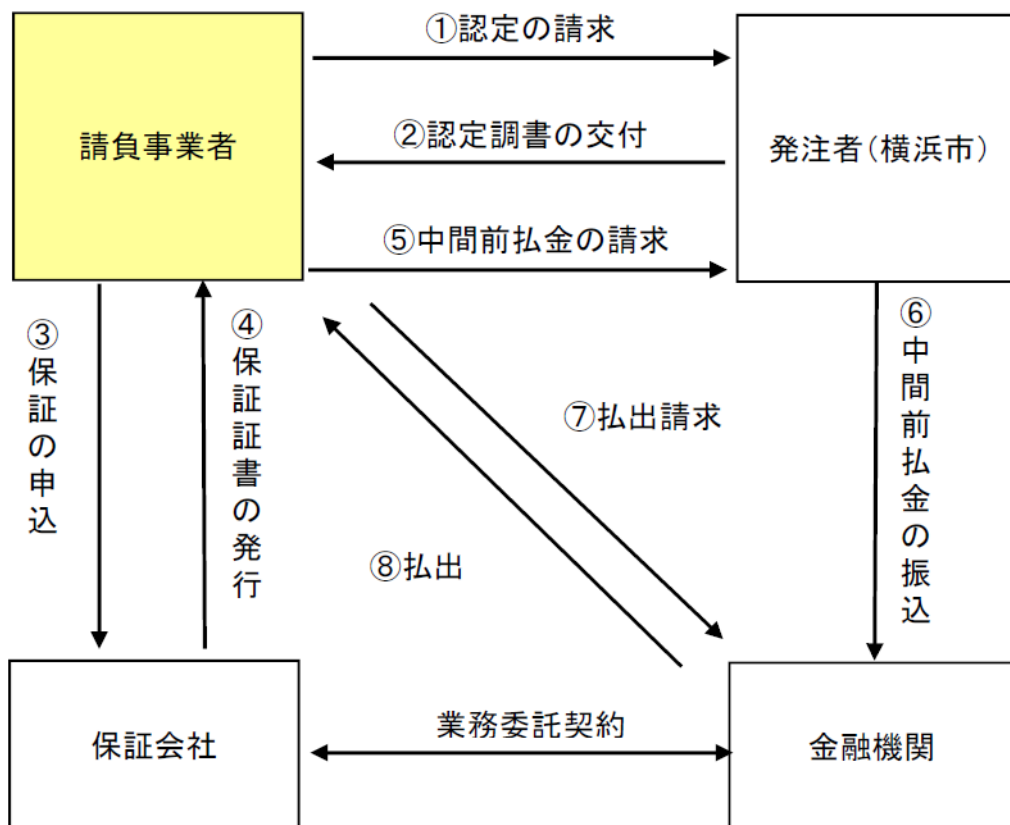 ①認定の請求
請負事業者
②認定調書の交付
発注者(横浜市)
⑤中間前払金の請求
③保証の申込
④保証証書の発行
⑥中間前払金の振込
⑦払出請求
⑧払出
保証会社
業務委託契約
金融機関